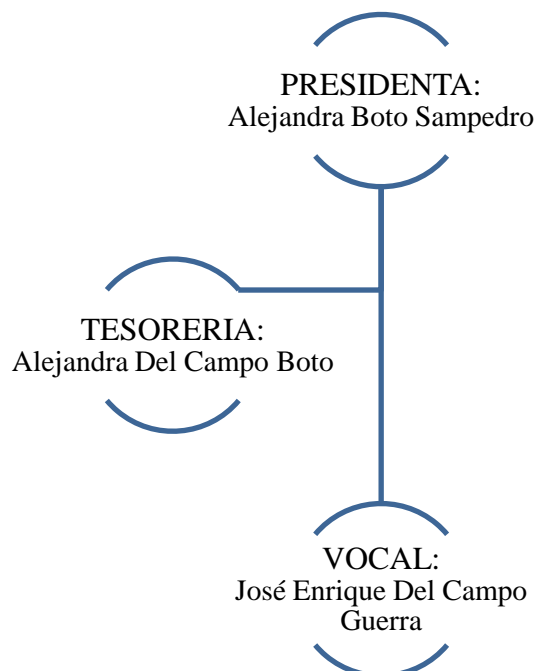 PRESIDENTA:
Alejandra Boto Sampedro
TESORERIA:
Alejandra Del Campo Boto
VOCAL:
José Enrique Del Campo
Guerra